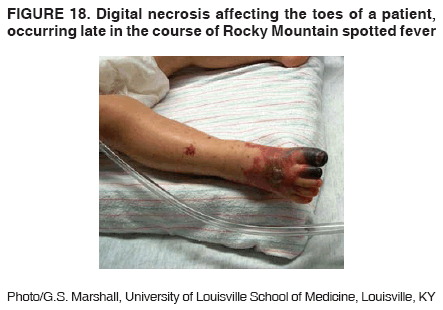 FIGURE 18. Digital necrosis affecting the toes of a patient,
occurring late in the course of Rocky Mountain spotted fever
Photo/G.S. Marshall, University of Louisville School of Medicine, Louisville, KY